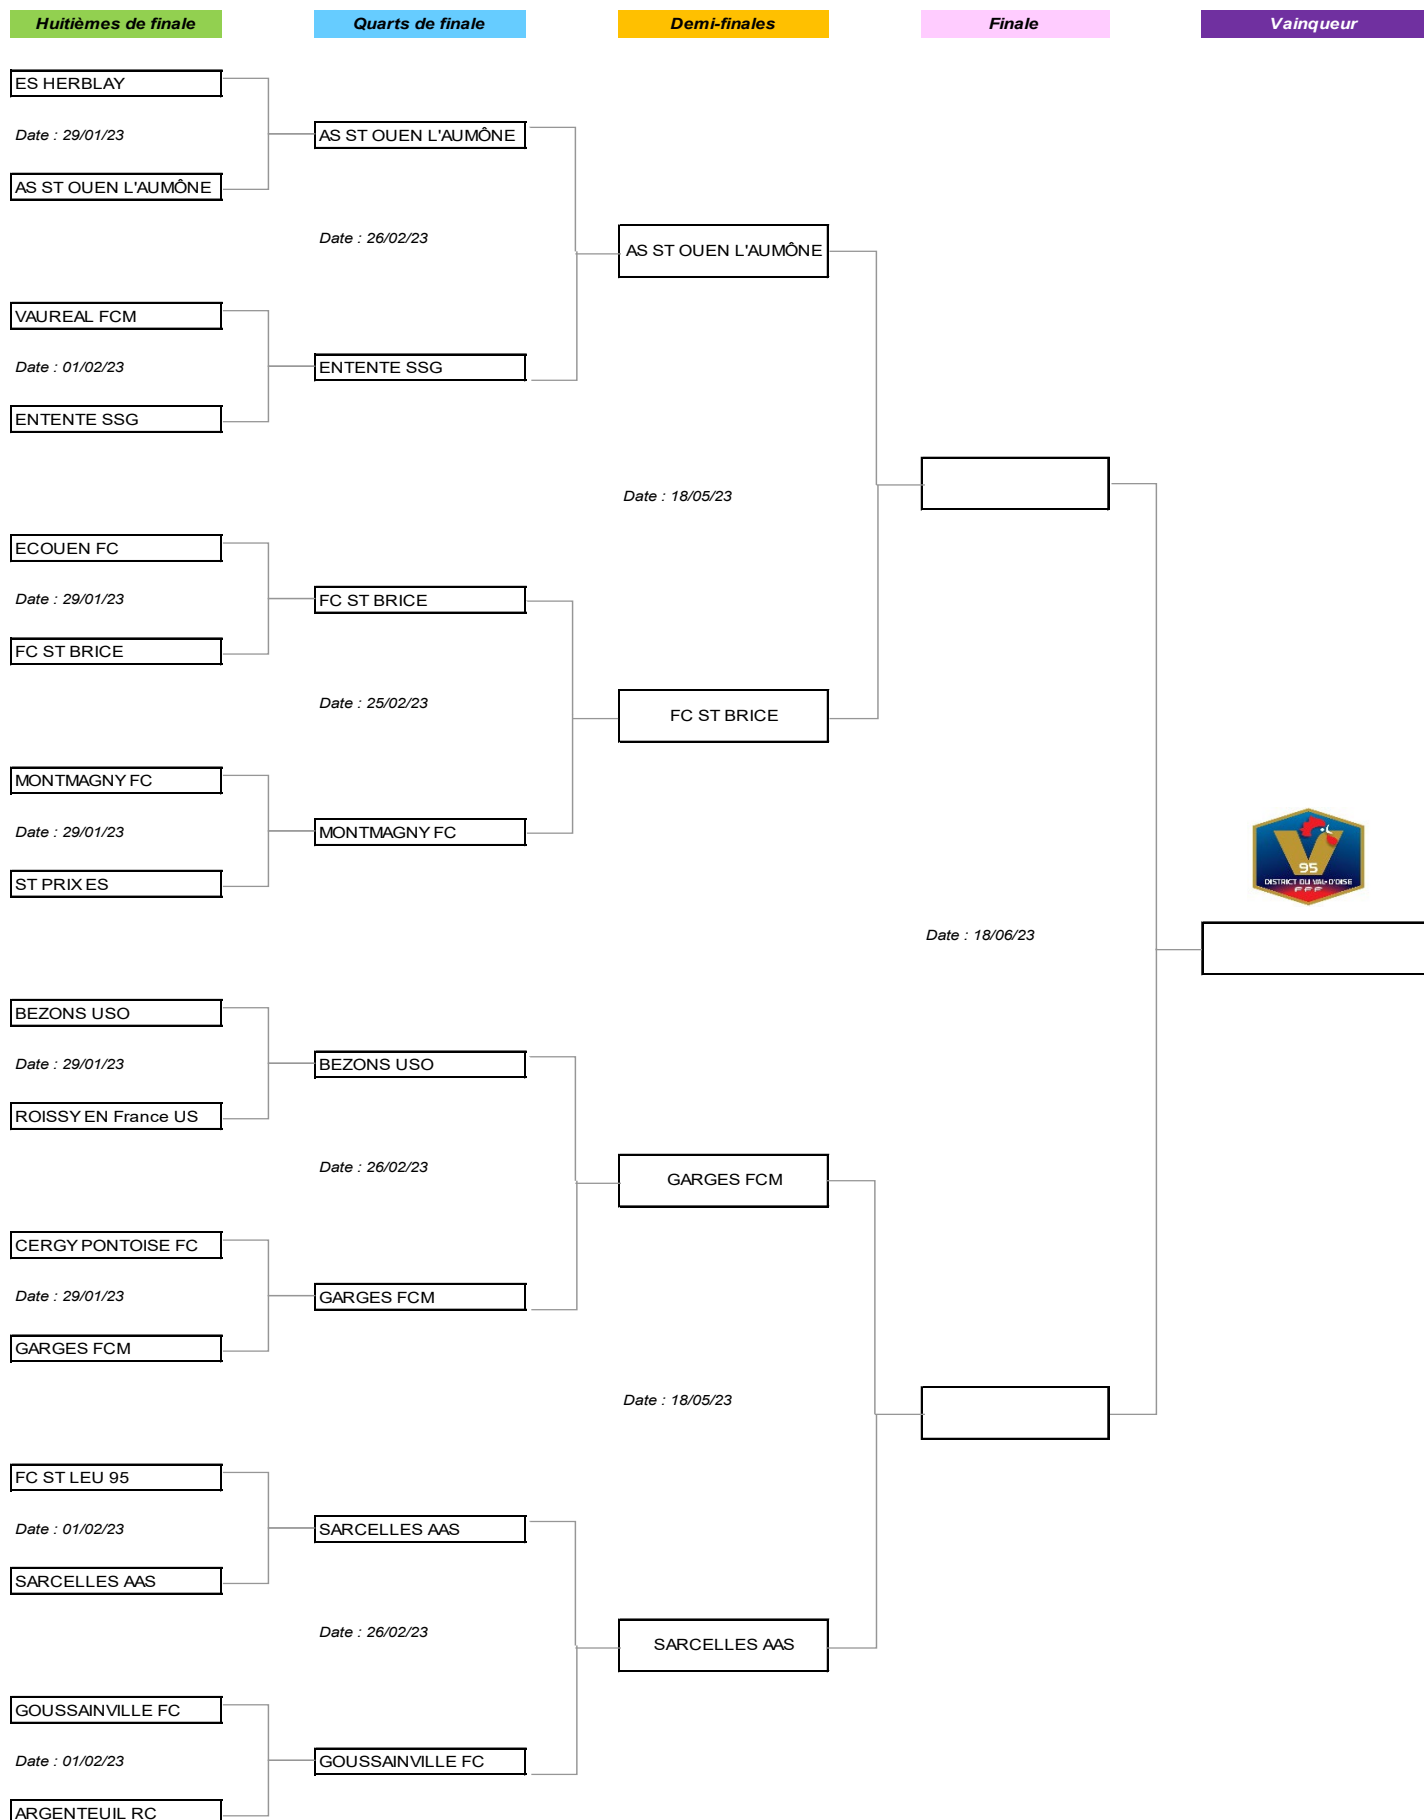 Huitièmes de finale
Quarts de finale
Demi-finales
Finale
Vainqueur
ES HERBLAY
Date : 29/01/23
AS ST OUEN L'AUMÔNE
AS ST OUEN L'AUMÔNE
Date : 26/02/23
AS ST OUEN L'AUMÔNE
VAUREAL FCM
Date : 01/02/23
ENTENTE SSG
ENTENTE SSG
Date : 18/05/23
ECOUEN FC
Date : 29/01/23
FC ST BRICE
FC ST BRICE
Date : 25/02/23
FC ST BRICE
MONTMAGNY FC
Date : 29/01/23
MONTMAGNY FC
ST PRIX ES
V
95
DISTRICT DU VAL-D'OISE
FFF
Date : 18/06/23
BEZONS USO
Date : 29/01/23
BEZONS USO
ROISSY EN France US
Date : 26/02/23
GARGES FCM
CERGY PONTOISE FC
Date : 29/01/23
GARGES FCM
GARGES FCM
Date : 18/05/23
FC ST LEU 95
Date : 01/02/23
SARCELLES AAS
SARCELLES AAS
Date : 26/02/23
SARCELLES AAS
GOUSSAINVILLE FC
Date : 01/02/23
GOUSSAINVILLE FC
ARGENTEUIL RC